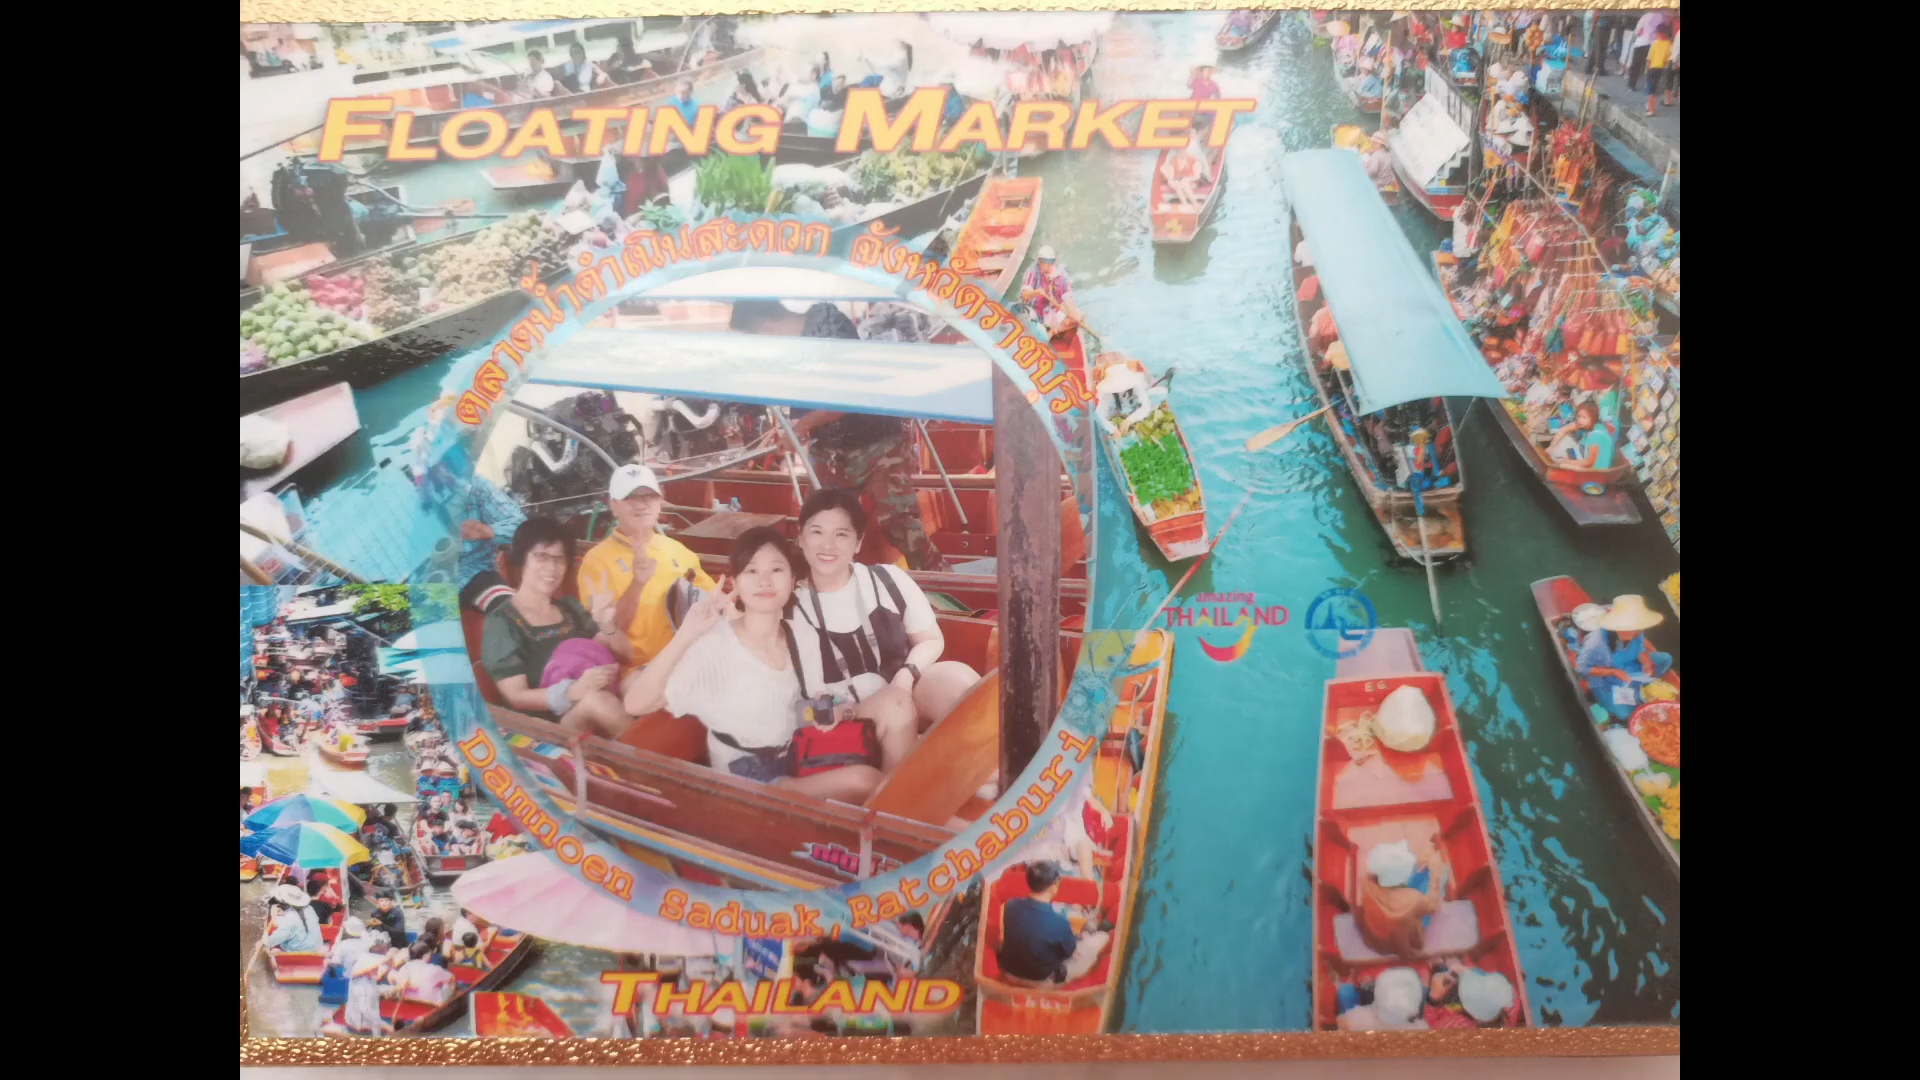 FLOATING MARKET
ตลาดน้ำดำเนินสะดวก จังหวัดราชบุรี
amazing
THAILAND
E6
Damnoen Saduak, Ratchaburi
THAILAND